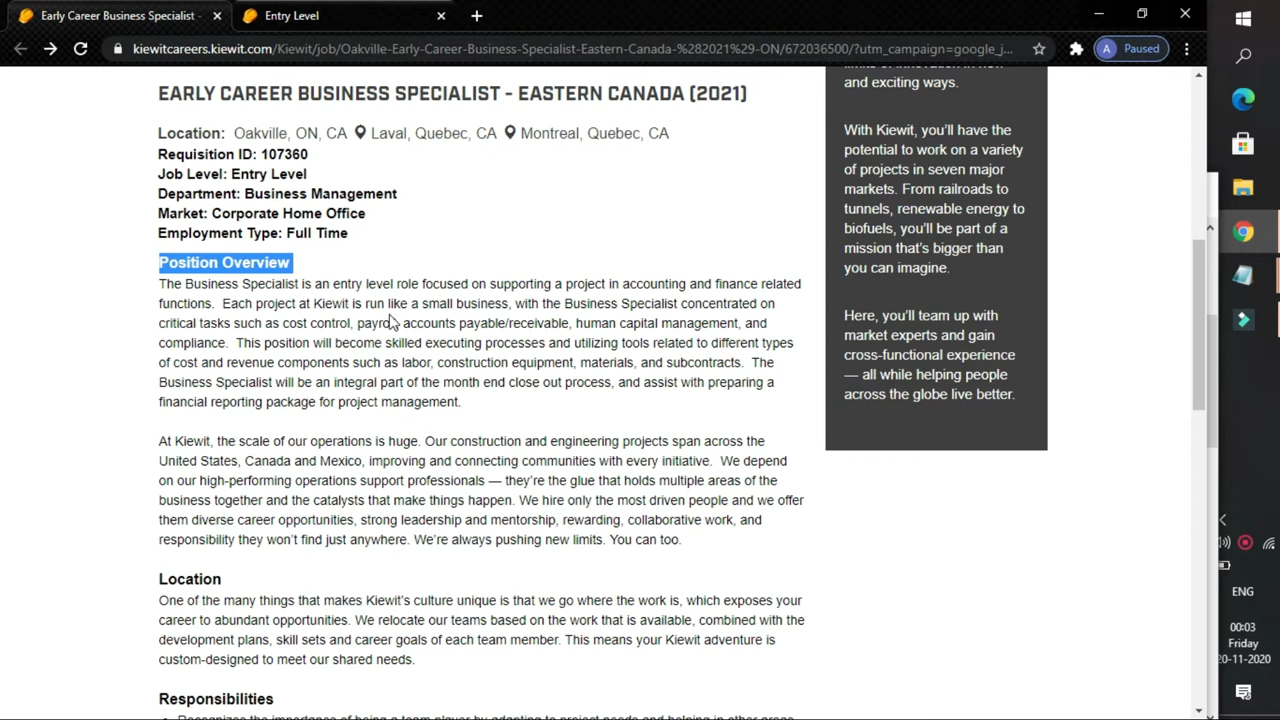 Early Career Business Specialist -
Entry Level
kiewitcareers.kiewit.com/Kiewit/job/Oakville-Early-Career-Business-Specialist-Eastern-Canada-%282021%29-ON/672036500/?utm_campaign=google_j...
A Paused
EARLY CAREER BUSINESS SPECIALIST - EASTERN CANADA (2021)
Location: Oakville, ON, CA Laval, Quebec, CA Montreal, Quebec, CA
Requisition ID: 107360
Job Level: Entry Level
Department: Business Management
Market: Corporate Home Office
Employment Type: Full Time
Position Overview
The Business Specialist is an entry level role focused on supporting a project in accounting and finance related
functions. Each project at Kiewit is run like a small business, with the Business Specialist concentrated on
critical tasks such as cost control, payroll, accounts payable/receivable, human capital management, and
compliance. This position will become skilled executing processes and utilizing tools related to different types
of cost and revenue components such as labor, construction equipment, materials, and subcontracts. The
Business Specialist will be an integral part of the month end close out process, and assist with preparing a
financial reporting package for project management.
At Kiewit, the scale of our operations is huge. Our construction and engineering projects span across the
United States, Canada and Mexico, improving and connecting communities with every initiative. We depend
on our high-performing operations support professionals — they're the glue that holds multiple areas of the
business together and the catalysts that make things happen. We hire only the most driven people and we offer
them diverse career opportunities, strong leadership and mentorship, rewarding, collaborative work, and
responsibility they won't find just anywhere. We're always pushing new limits. You can too.
Location
One of the many things that makes Kiewit's culture unique is that we go where the work is, which exposes your
career to abundant opportunities. We relocate our teams based on the work that is available, combined with the
development plans, skill sets and career goals of each team member. This means your Kiewit adventure is
custom-designed to meet our shared needs.
Responsibilities
and exciting ways.
With Kiewit, you'll have the
potential to work on a variety
of projects in seven major
markets. From railroads to
tunnels, renewable energy to
biofuels, you'll be part of a
mission that's bigger than
you can imagine.
Here, you'll team up with
market experts and gain
cross-functional experience
— all while helping people
across the globe live better.
ENG
00:03
Friday
20-11-2020